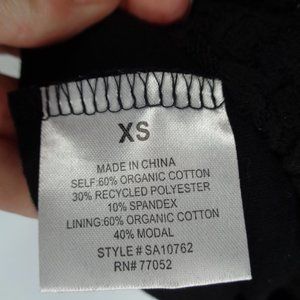 XS
MADE IN CHINA
SELF:60% ORGANIC COTTON
30% RECYCLED POLYESTER
10% SPANDEX
LINING:60% ORGANIC COTTON
40% MODAL
STYLE# SA10762
RN# 77052